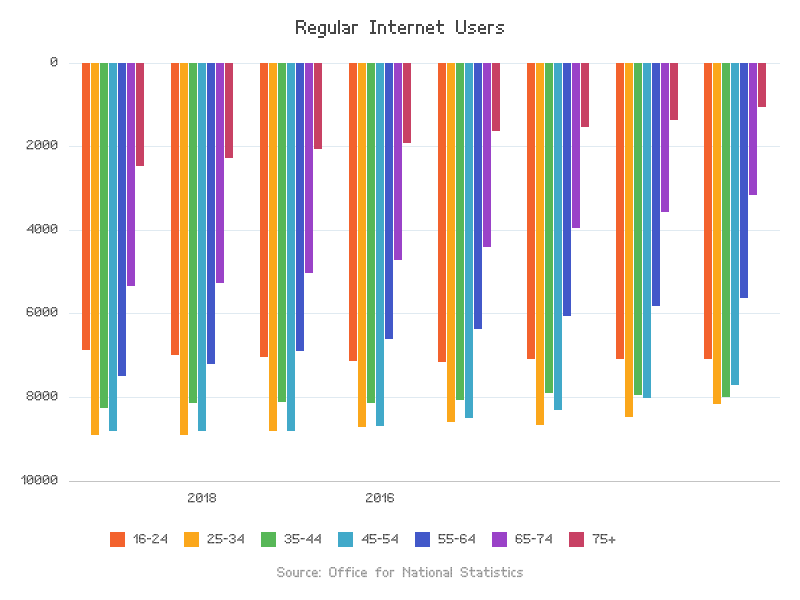 Regular Internet Users
0
2000
4000
6000
8000
10000
2018 2016
16-24 25-34 35-44 45-54 55-64 65-74 75+
Source: Office for National Statistics